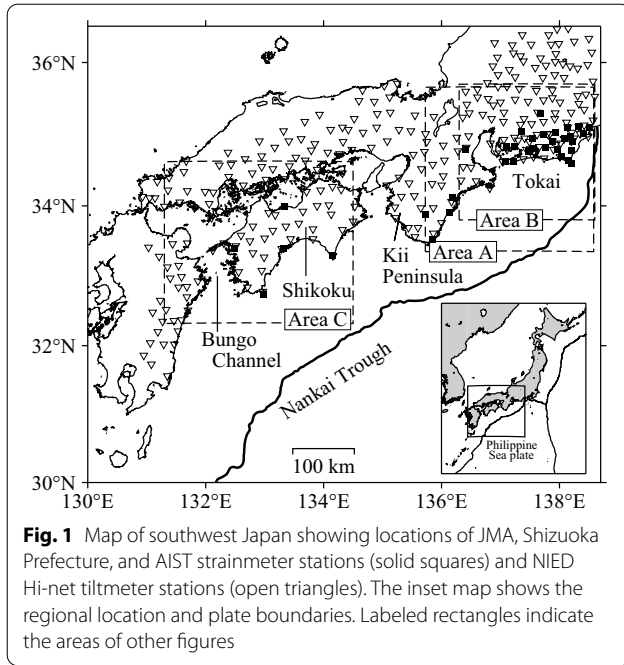 36°N
34°N
32°N
30°N
130°E
132°E
134°E
136°E
138°E
Tokai
Area B
Area A
Kii
Peninsula
Shikoku
Area C
Bungo
Channel
Nankai Trough
100 km
Philippine
Sea plate
Fig. 1 Map of southwest Japan showing locations of JMA, Shizuoka
Prefecture, and AIST strainmeter stations (solid squares) and NIED
Hi-net tiltmeter stations (open triangles). The inset map shows the
regional location and plate boundaries. Labeled rectangles indicate
the areas of other figures